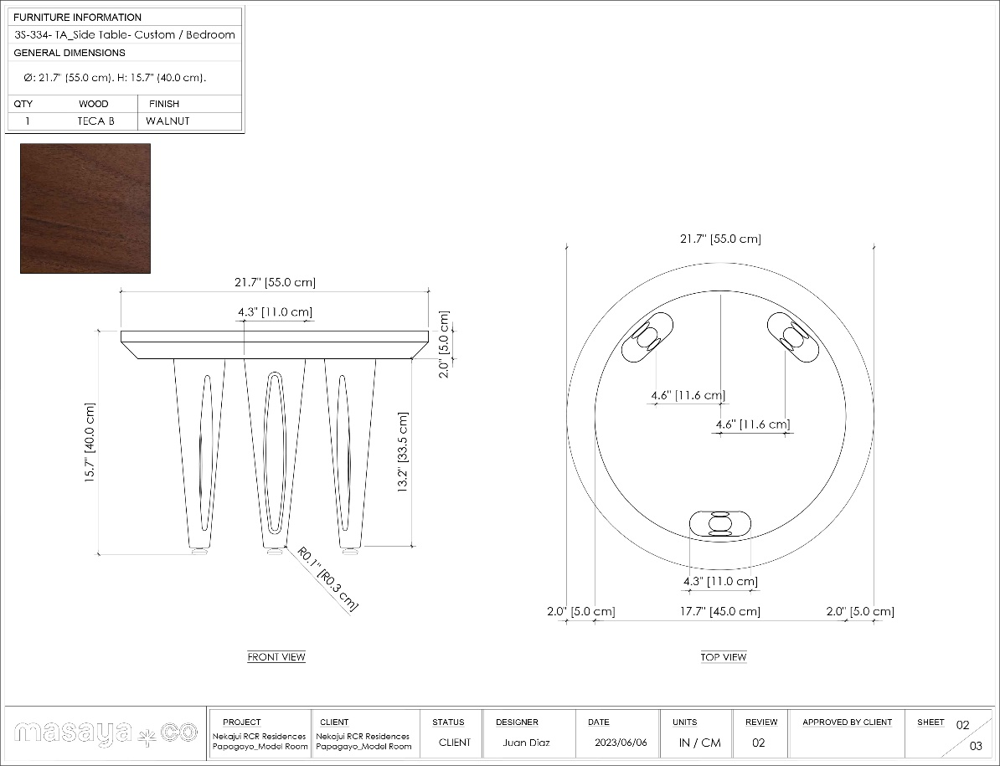 FURNITURE INFORMATION
3S-334- TA_Side Table- Custom / Bedroom
GENERAL DIMENSIONS
Ø: 21.7" (55.0 cm). H: 15.7" (40.0 cm).
QTY WOOD FINISH
1 TECA B WALNUT
21.7" [55.0 cm]
4.3" [11.0 cm]
2.0" [5.0 cm]
15.7" [40.0 cm]
13.2" [33.5 cm]
R0.1" [R0.3 cm]
FRONT VIEW
21.7" [55.0 cm]
4.6" [11.6 cm]
4.6" [11.6 cm]
4.3" [11.0 cm]
2.0" [5.0 cm] 17.7" [45.0 cm] 2.0" [5.0 cm]
TOP VIEW
masaya co
PROJECT
Nekajui RCR Residences
Papagayo_Model Room
CLIENT
Nekajui RCR Residences
Papagayo_Model Room
STATUS
CLIENT
DESIGNER
Juan Díaz
DATE
2023/06/06
UNITS
IN / CM
REVIEW
02
APPROVED BY CLIENT
SHEET 02
03